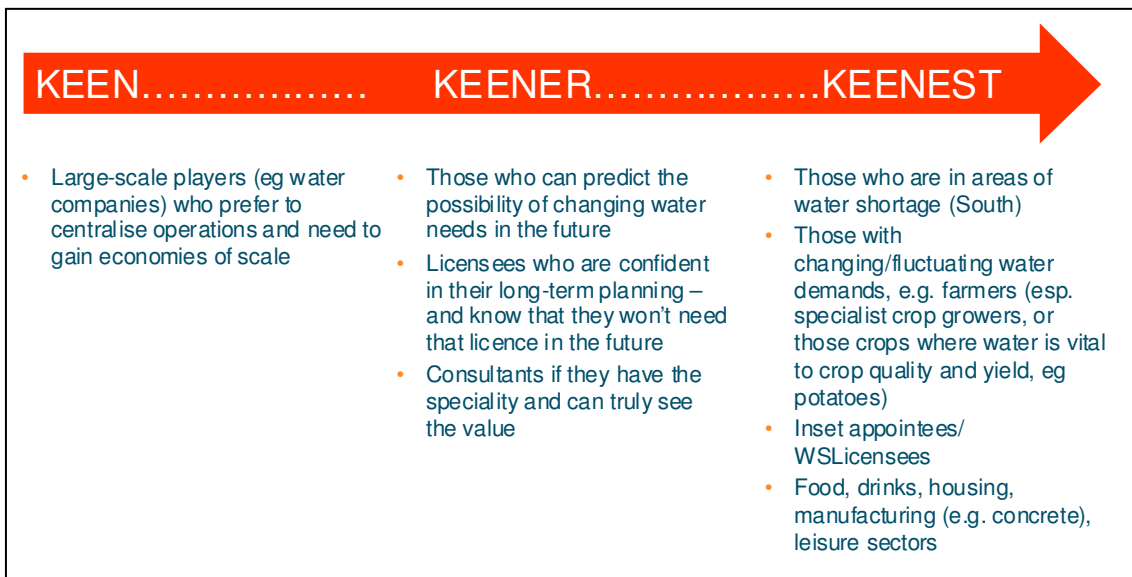 KEEN.................. KEENER....................KEENEST
• Large-scale players (eg water
companies) who prefer to
centralise operations and need to
gain economies of scale
• Those who can predict the
possibility of changing water
needs in the future
• Licensees who are confident
in their long-term planning –
and know that they won't need
that licence in the future
• Consultants if they have the
speciality and can truly see
the value
• Those who are in areas of
water shortage (South)
• Those with
changing/fluctuating water
demands, e.g. farmers (esp.
specialist crop growers, or
those crops where water is vital
to crop quality and yield, eg
potatoes)
• Inset appointees/
WSLicensees
• Food, drinks, housing,
manufacturing (e.g. concrete),
leisure sectors